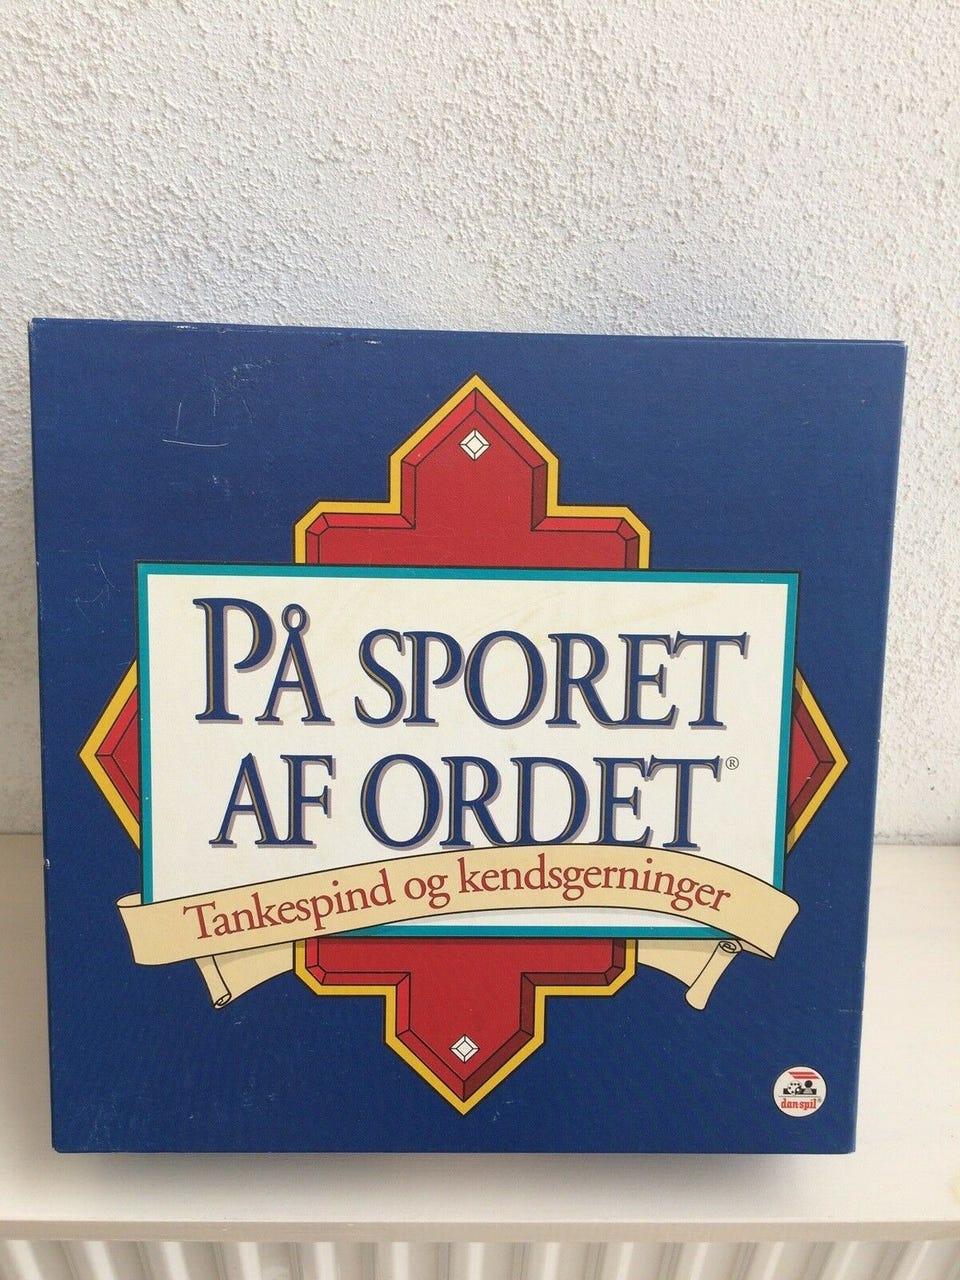 PÅ SPORET
AF ORDET®
Tankespind og kendsgerninger
dan-spil®